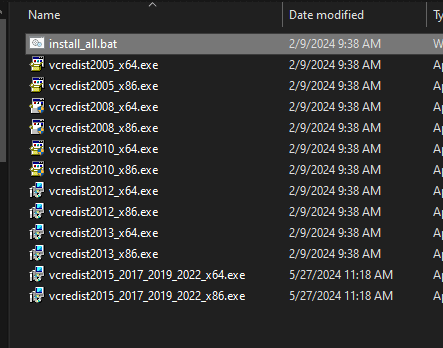 Name Date modified Ty
install_all.bat 2/9/2024 9:38 AM W
vcredist2005_x64.exe 2/9/2024 9:38 AM Ap
vcredist2005_x86.exe 2/9/2024 9:38 AM Ap
vcredist2008_x64.exe 2/9/2024 9:38 AM Ap
vcredist2008_x86.exe 2/9/2024 9:38 AM Ap
vcredist2010_x64.exe 2/9/2024 9:38 AM Ap
vcredist2010_x86.exe 2/9/2024 9:38 AM Ap
vcredist2012_x64.exe 2/9/2024 9:38 AM Ap
vcredist2012_x86.exe 2/9/2024 9:38 AM Ap
vcredist2013_x64.exe 2/9/2024 9:38 AM Ap
vcredist2013_x86.exe 2/9/2024 9:38 AM Ap
vcredist2015_2017_2019_2022_x64.exe 5/27/2024 11:18 AM Ap
vcredist2015_2017_2019_2022_x86.exe 5/27/2024 11:18 AM Ap